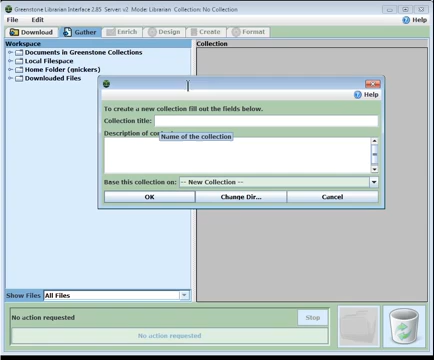 Greenstone Librarian Interface 2.85 Server: v2 Mode: Librarian Collection: No Collection
File Edit Help
Download Gather Enrich Design Create Format
Workspace
Collection
Documents in Greenstone Collections
Local Filespace
Home Folder (gnickers)
Downloaded Files
Help
To create a new collection fill out the fields below.
Collection title:
Description of
Name of the collection
Base this collection on: -- New Collection --
OK Change Dir... Cancel
Show Files All Files
No action requested Stop
No action requested